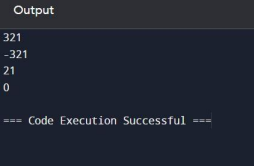 Output
321
-321
21
0
=== Code Execution Successful ===